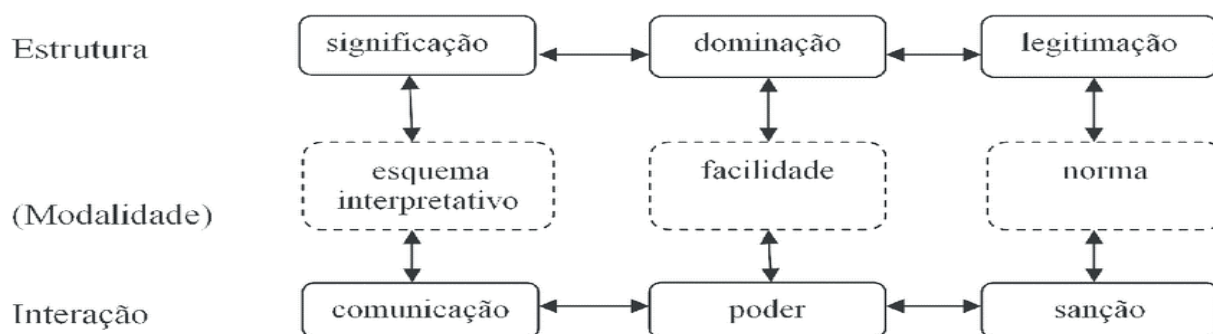 Estrutura
significação
dominação
legitimação
(Modalidade)
esquema
interpretativo
facilidade
norma
Interação
comunicação
poder
sanção